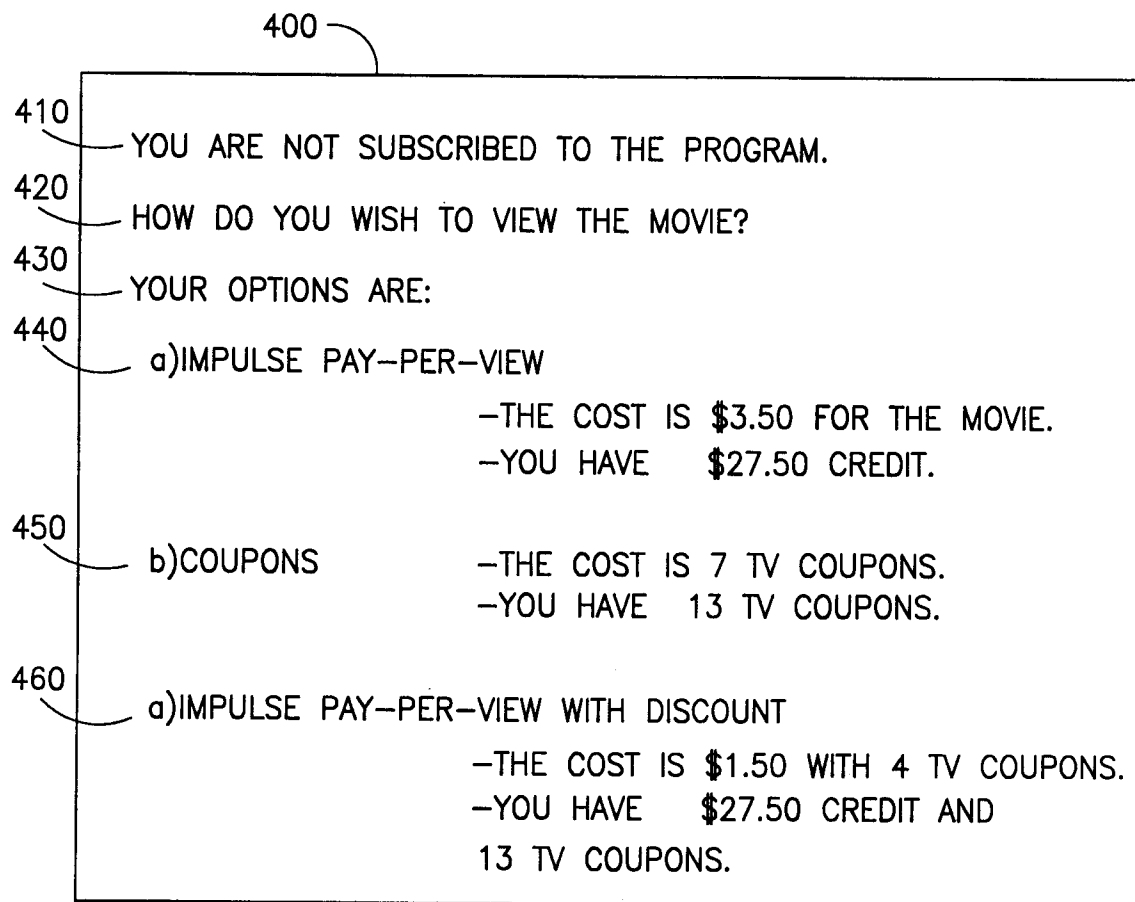 400
410
YOU ARE NOT SUBSCRIBED TO THE PROGRAM.
420
HOW DO YOU WISH TO VIEW THE MOVIE?
430
YOUR OPTIONS ARE:
440
a)IMPULSE PAY-PER-VIEW
-THE COST IS $3.50 FOR THE MOVIE.
-YOU HAVE $27.50 CREDIT.
450
b)COUPONS -THE COST IS 7 TV COUPONS.
-YOU HAVE 13 TV COUPONS.
460
a)IMPULSE PAY-PER-VIEW WITH DISCOUNT
-THE COST IS $1.50 WITH 4 TV COUPONS.
-YOU HAVE $27.50 CREDIT AND
13 TV COUPONS.